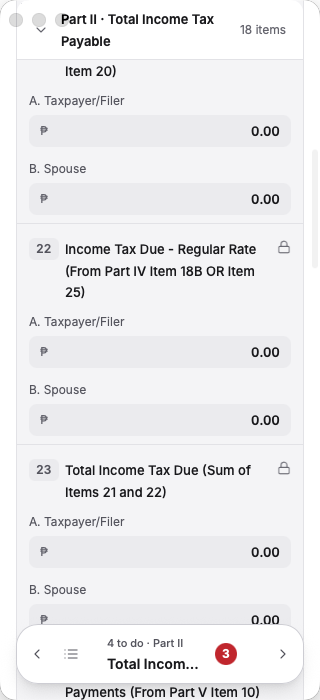 Part II · Total Income Tax
Payable
18 items
Item 20)
A. Taxpayer/Filer
₱ 0.00
B. Spouse
₱ 0.00
22 Income Tax Due - Regular Rate
(From Part IV Item 18B OR Item
25)
A. Taxpayer/Filer
₱ 0.00
B. Spouse
₱ 0.00
23 Total Income Tax Due (Sum of
Items 21 and 22)
A. Taxpayer/Filer
₱ 0.00
B. Spouse
₱ 0.00
4 to do · Part II
Total Incom...
3
Payments (From Part V Item 10)